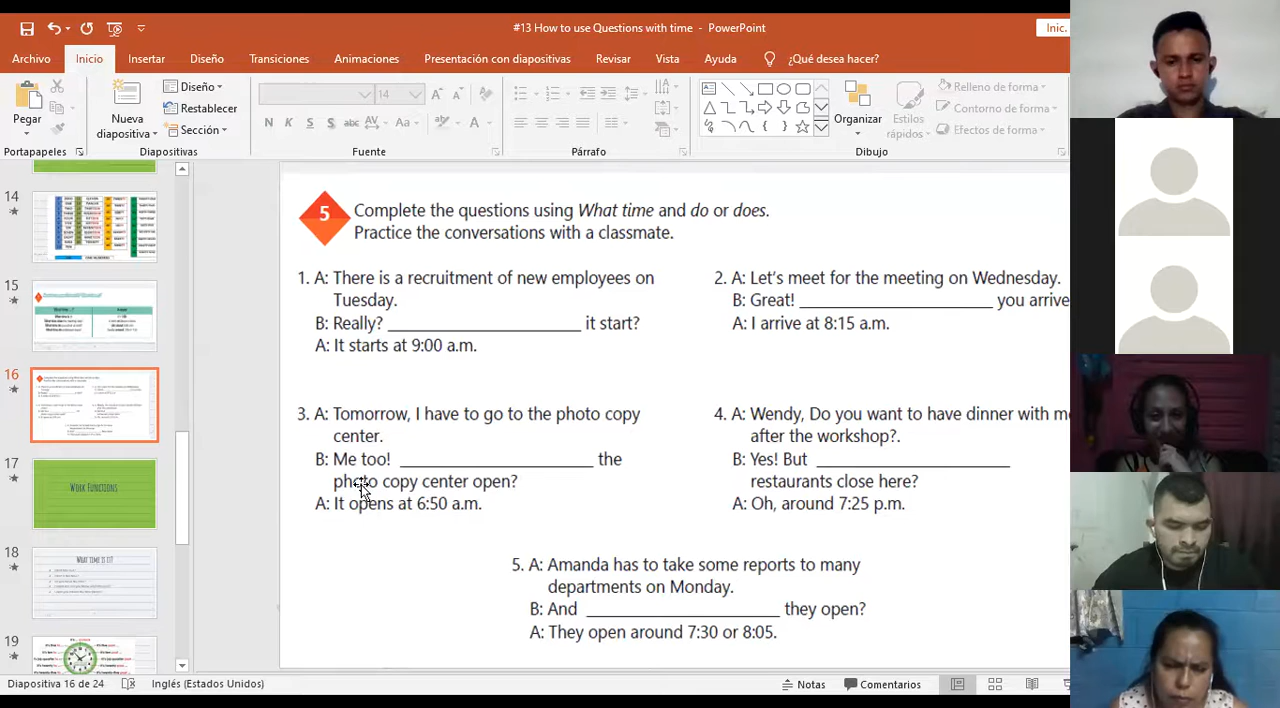 #13 How to use Questions with time - PowerPoint
Inic.
Archivo Inicio Insertar Diseño Transiciones Animaciones Presentación con diapositivas Revisar Vista Ayuda ¿Qué desea hacer?
Pegar
Nueva diapositiva
Diseño
Restablecer
Sección
14
N K S S abc AV Aa A
Organizar
Estilos rápidos
Relleno de forma
Contorno de forma
Efectos de forma
Portapapeles Diapositivas Fuente Párrafo Dibujo
14
15
16
17
WORK FUNCTIONS
18
WHAT TIME IS IT?
19
5 Complete the questions using What time and do or does.
Practice the conversations with a classmate.
1. A: There is a recruitment of new employees on
Tuesday.
B: Really? ____________________ it start?
A: It starts at 9:00 a.m.
2. A: Let's meet for the meeting on Wednesday.
B: Great! ____________________ you arrive
A: I arrive at 8:15 a.m.
3. A: Tomorrow, I have to go to the photo copy
center.
B: Me too! ____________________ the
photo copy center open?
A: It opens at 6:50 a.m.
4. A: Wendy, Do you want to have dinner with me
after the workshop?.
B: Yes! But ____________________
restaurants close here?
A: Oh, around 7:25 p.m.
5. A: Amanda has to take some reports to many
departments on Monday.
B: And ____________________ they open?
A: They open around 7:30 or 8:05.
Diapositiva 16 de 24 Inglés (Estados Unidos) Notas Comentarios